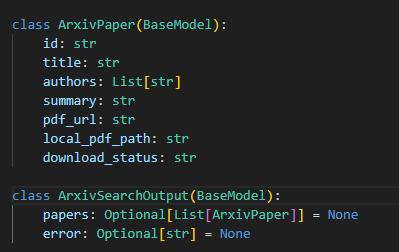 class ArxivPaper(BaseModel):
    id: str
    title: str
    authors: List[str]
    summary: str
    pdf_url: str
    local_pdf_path: str
    download_status: str

class ArxivSearchOutput(BaseModel):
    papers: Optional[List[ArxivPaper]] = None
    error: Optional[str] = None